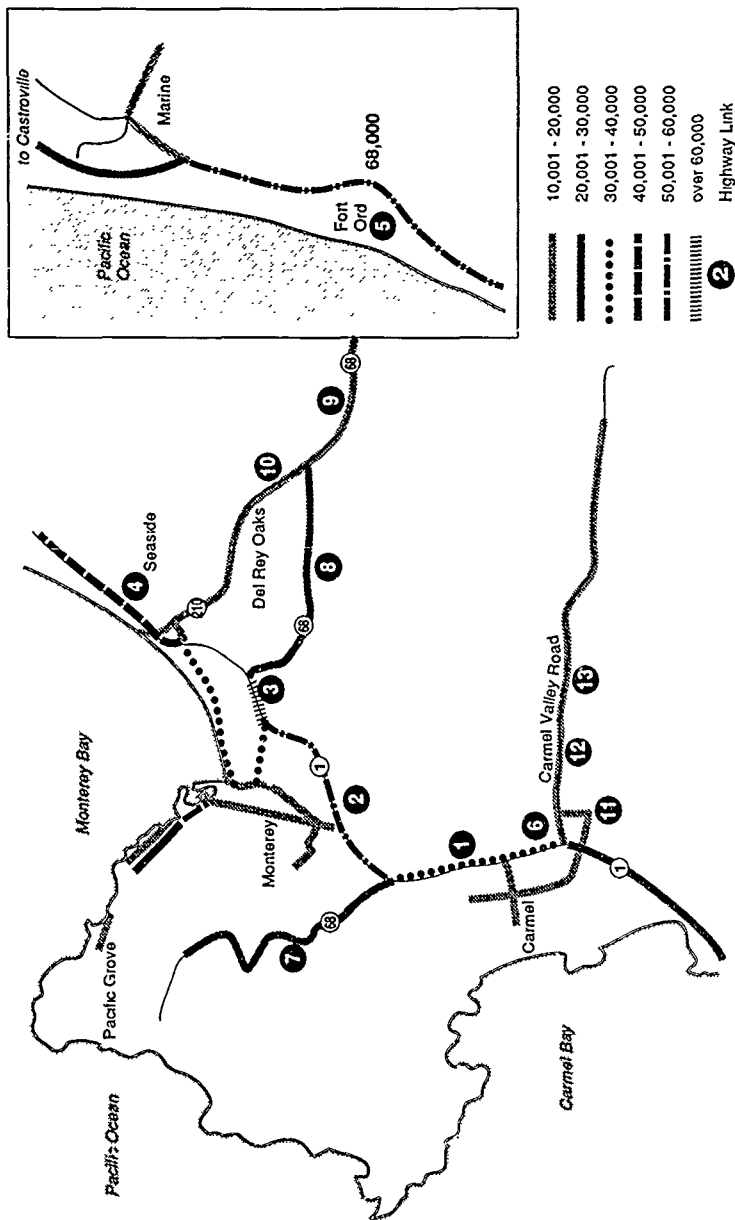 Pacific Ocean
Monterey Bay
Pacific Grove
Monterey
Seaside
Del Rey Oaks
Carmel
Carmel Bay
Carmel Valley Road
to Castroville
Marine
Pacific
Ocean
Fort
Ord
68,000
1
2
3
4
5
6
7
8
9
10
11
12
13
68
68
68
210
1
1
10,001 - 20,000
20,001 - 30,000
30,001 - 40,000
40,001 - 50,000
50,001 - 60,000
over 60,000
2 Highway Link